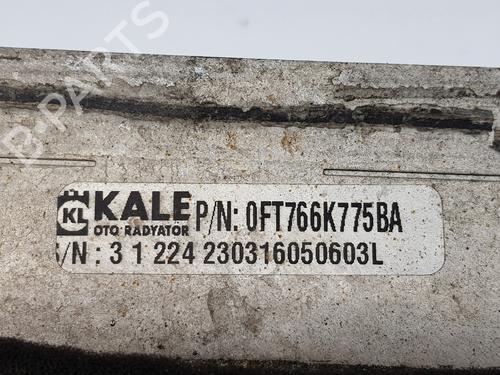 B-PARTS
KL KALE P/N: 0FT766K775BA
OTO RADYATOR
S/N : 3 1 224 230316050603L